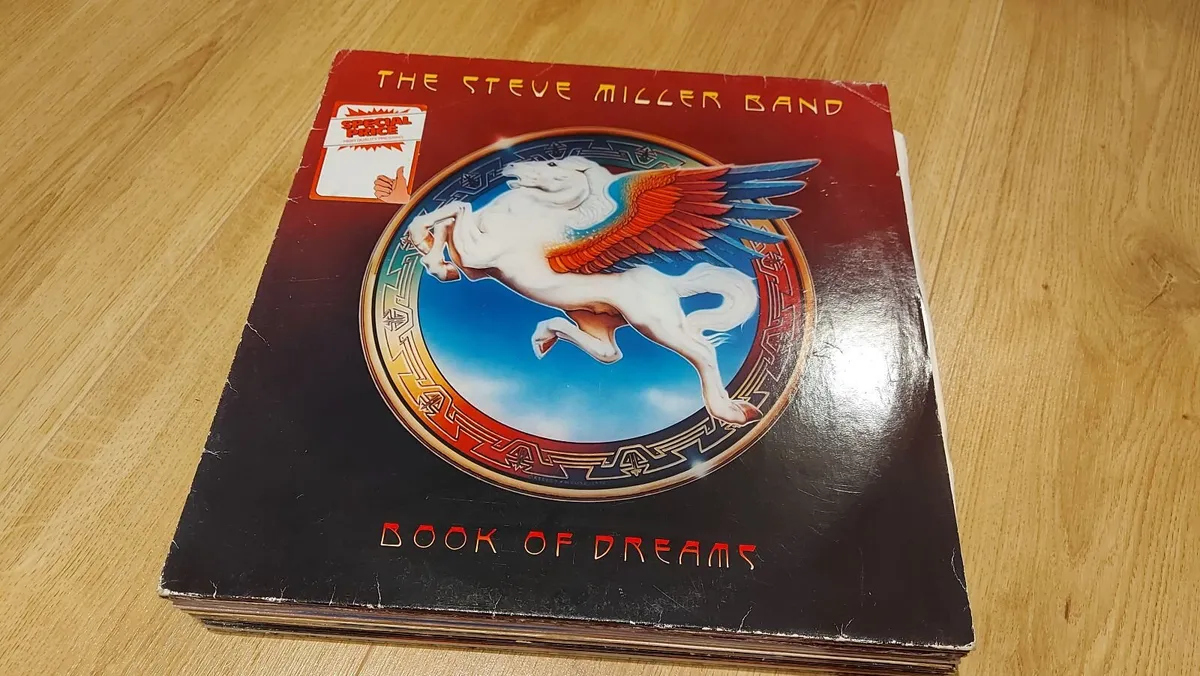 THE STEVE MILLER BAND
SPECIAL
PRICE
BOOK OF DREAMS